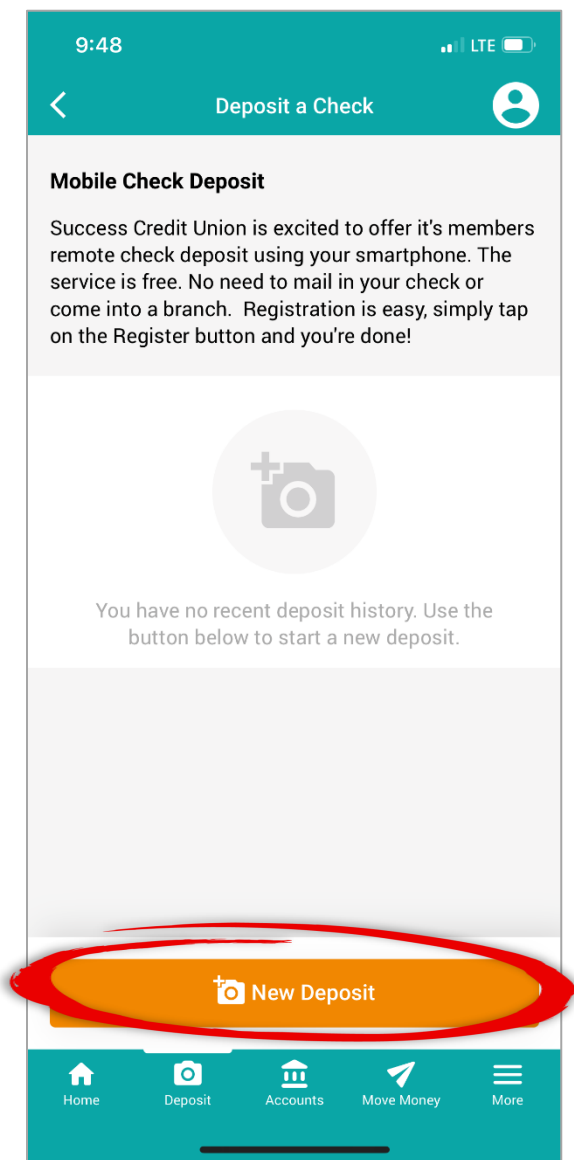 9:48
LTE
Deposit a Check
Mobile Check Deposit
Success Credit Union is excited to offer it's members
remote check deposit using your smartphone. The
service is free. No need to mail in your check or
come into a branch.  Registration is easy, simply tap
on the Register button and you're done!
You have no recent deposit history. Use the
button below to start a new deposit.
New Deposit
Home Deposit Accounts Move Money More